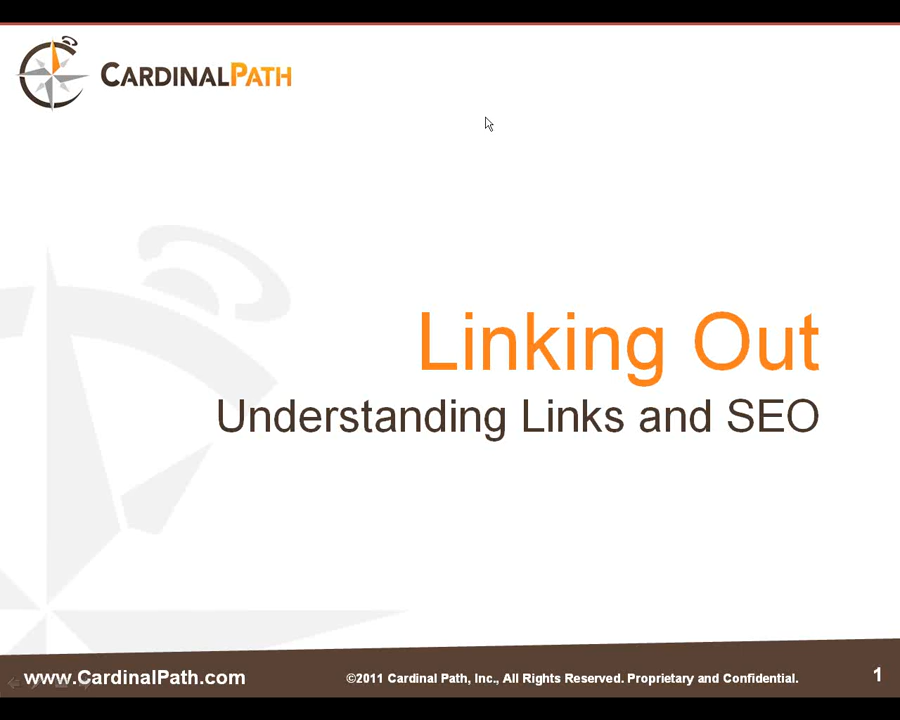 CARDINALPATH
Linking Out
Understanding Links and SEO
www.CardinalPath.com
©2011 Cardinal Path, Inc., All Rights Reserved. Proprietary and Confidential.
1